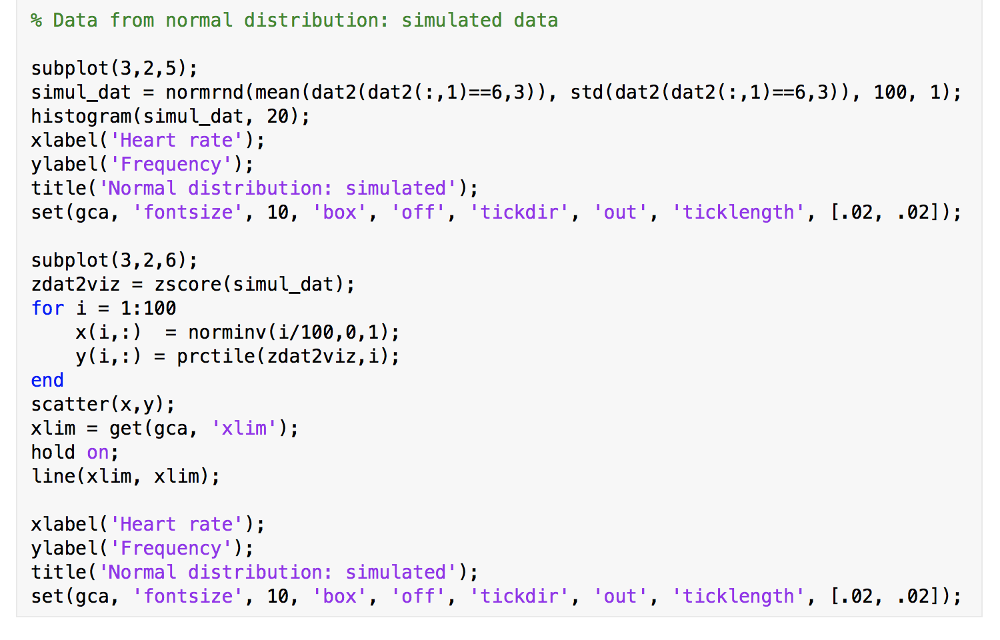 % Data from normal distribution: simulated data

subplot(3,2,5);
simul_dat = normrnd(mean(dat2(dat2(:,1)==6,3)), std(dat2(dat2(:,1)==6,3)), 100, 1);
histogram(simul_dat, 20);
xlabel('Heart rate');
ylabel('Frequency');
title('Normal distribution: simulated');
set(gca, 'fontsize', 10, 'box', 'off', 'tickdir', 'out', 'ticklength', [.02, .02]);

subplot(3,2,6);
zdat2viz = zscore(simul_dat);
for i = 1:100
    x(i,:)  = norminv(i/100,0,1);
    y(i,:) = prctile(zdat2viz,i);
end
scatter(x,y);
xlim = get(gca, 'xlim');
hold on;
line(xlim, xlim);

xlabel('Heart rate');
ylabel('Frequency');
title('Normal distribution: simulated');
set(gca, 'fontsize', 10, 'box', 'off', 'tickdir', 'out', 'ticklength', [.02, .02]);